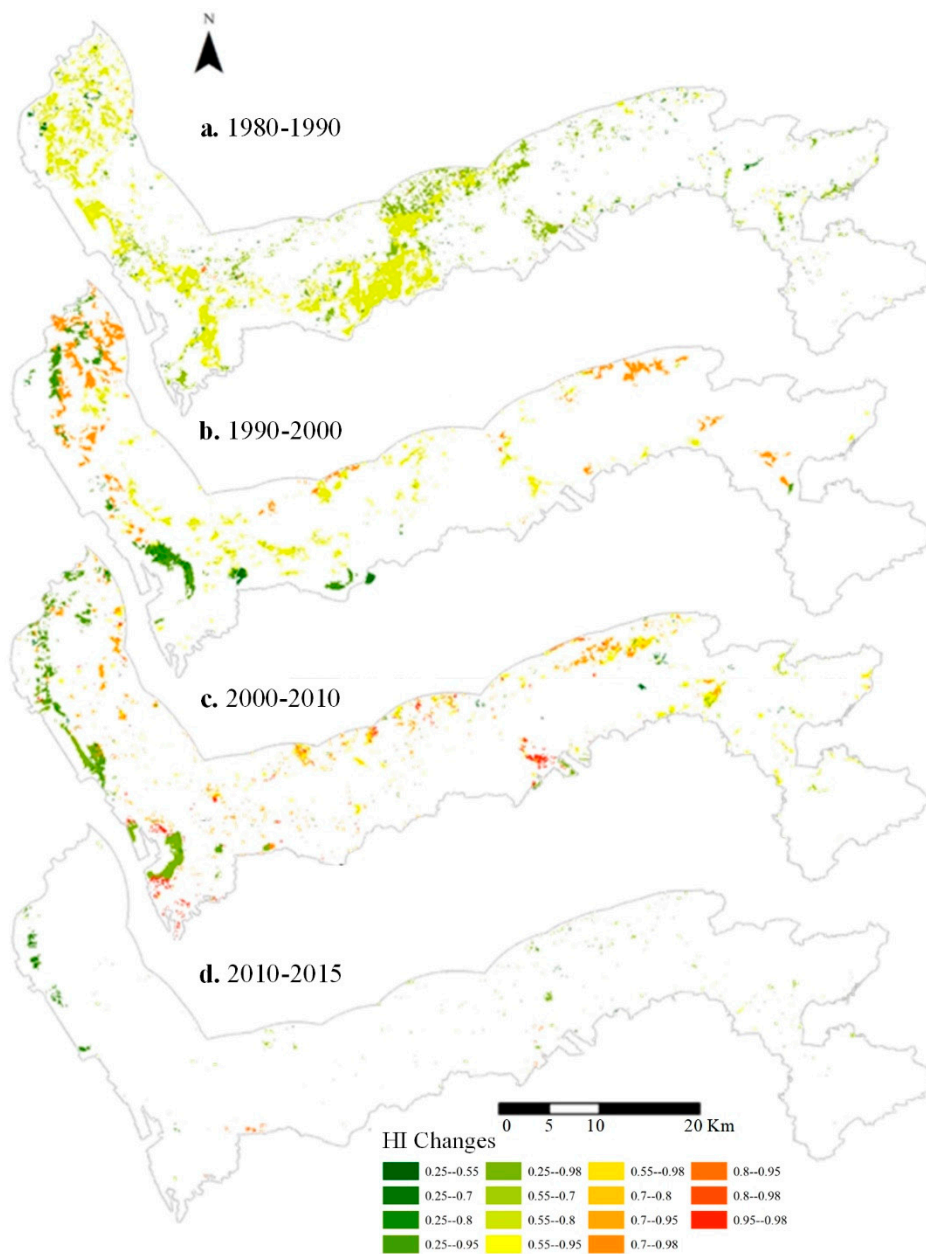 N
a. 1980-1990
b. 1990-2000
c. 2000-2010
d. 2010-2015
0 5 10 20 Km
HI Changes
0.25--0.55 0.25--0.98 0.55--0.98 0.8--0.95
0.25--0.7 0.55--0.7 0.7--0.8 0.8--0.98
0.25--0.8 0.55--0.8 0.7--0.95 0.95--0.98
0.25--0.95 0.55--0.95 0.7--0.98